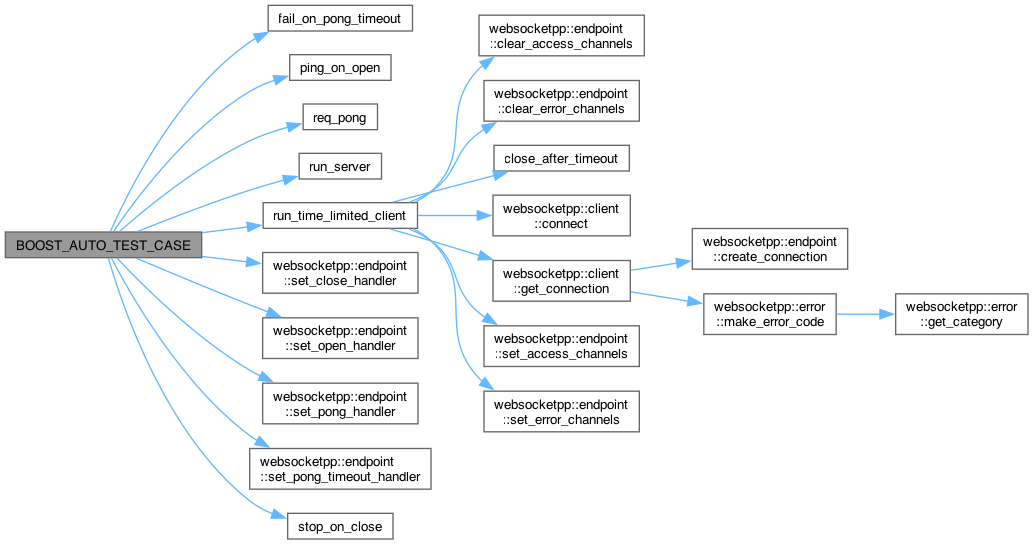 BOOST_AUTO_TEST_CASE
fail_on_pong_timeout
ping_on_open
req_pong
run_server
run_time_limited_client
websocketpp::endpoint
::set_close_handler
websocketpp::endpoint
::set_open_handler
websocketpp::endpoint
::set_pong_handler
websocketpp::endpoint
::set_pong_timeout_handler
stop_on_close
websocketpp::endpoint
::clear_access_channels
websocketpp::endpoint
::clear_error_channels
close_after_timeout
websocketpp::client
::connect
websocketpp::client
::get_connection
websocketpp::endpoint
::set_access_channels
websocketpp::endpoint
::set_error_channels
websocketpp::endpoint
::create_connection
websocketpp::error
::make_error_code
websocketpp::error
::get_category